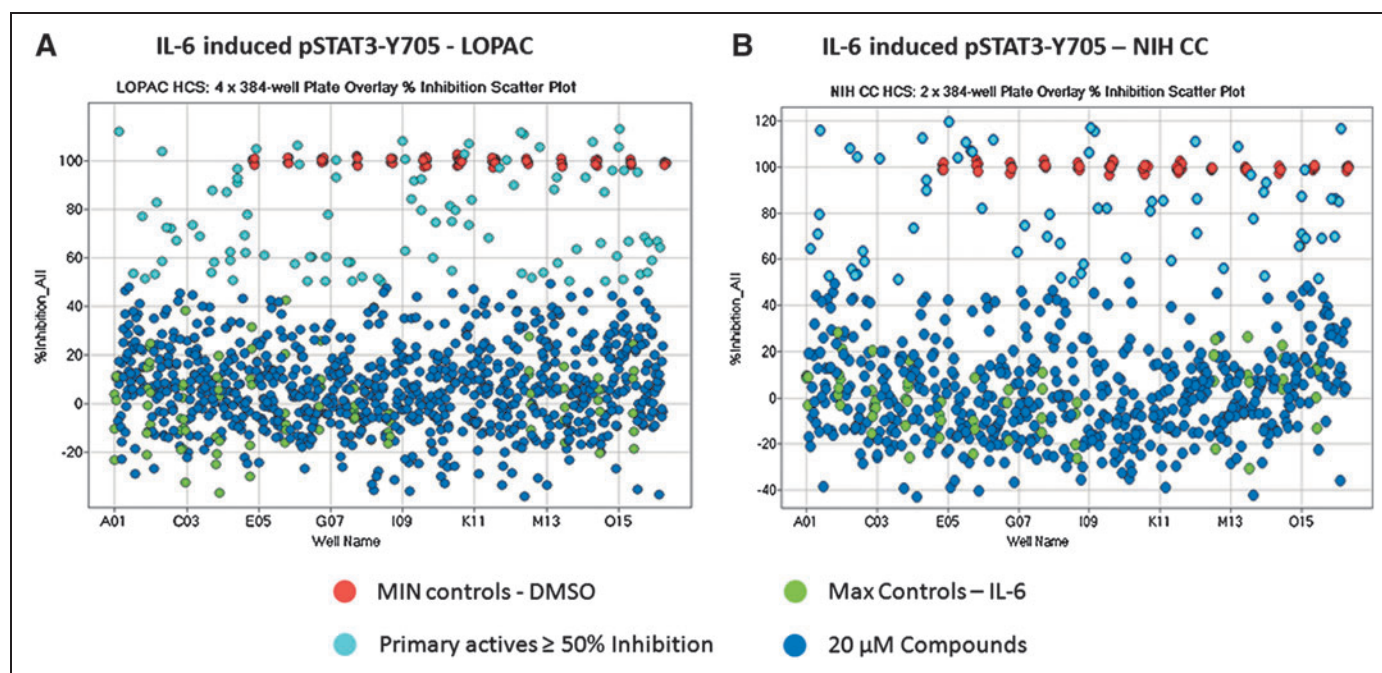 A
IL-6 induced pSTAT3-Y705 - LOPAC
LOPAC HCS: 4 x 384-well Plate Overlay % Inhibition Scatter Plot
%Inhibition_All
100
80
60
40
20
0
-20
A01
C03
E05
G07
I09
K11
M13
O15
Well Name
B
IL-6 induced pSTAT3-Y705 – NIH CC
NIH CC HCS: 2 x 384-well Plate Overlay % Inhibition Scatter Plot
%Inhibition_All
120
100
80
60
40
20
0
-20
-40
A01
C03
E05
G07
I09
K11
M13
O15
Well Name
MIN controls - DMSO
Max Controls – IL-6
Primary actives ≥ 50% Inhibition
20 µM Compounds